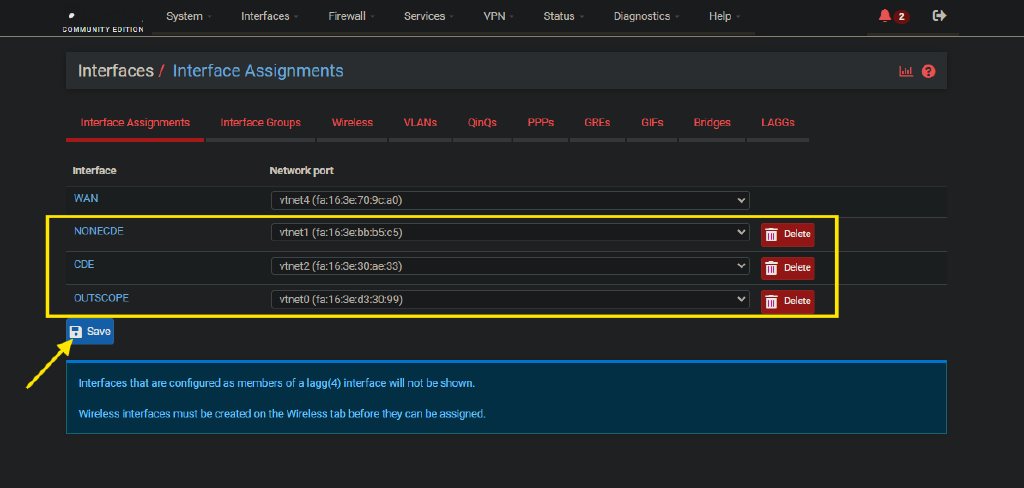 System Interfaces Firewall Services VPN Status Diagnostics Help 2
COMMUNITY EDITION
Interfaces / Interface Assignments
Interface Assignments Interface Groups Wireless VLANs QinQs PPPs GREs GIFs Bridges LAGGs
Interface Network port
WAN vtnet4 (fa:16:3e:70:9c:a0)
NONECDE vtnet1 (fa:16:3e:bb:b5:c5) Delete
CDE vtnet2 (fa:16:3e:30:ae:33) Delete
OUTSCOPE vtnet0 (fa:16:3e:d3:30:99) Delete
Save
Interfaces that are configured as members of a lagg(4) interface will not be shown.
Wireless interfaces must be created on the Wireless tab before they can be assigned.